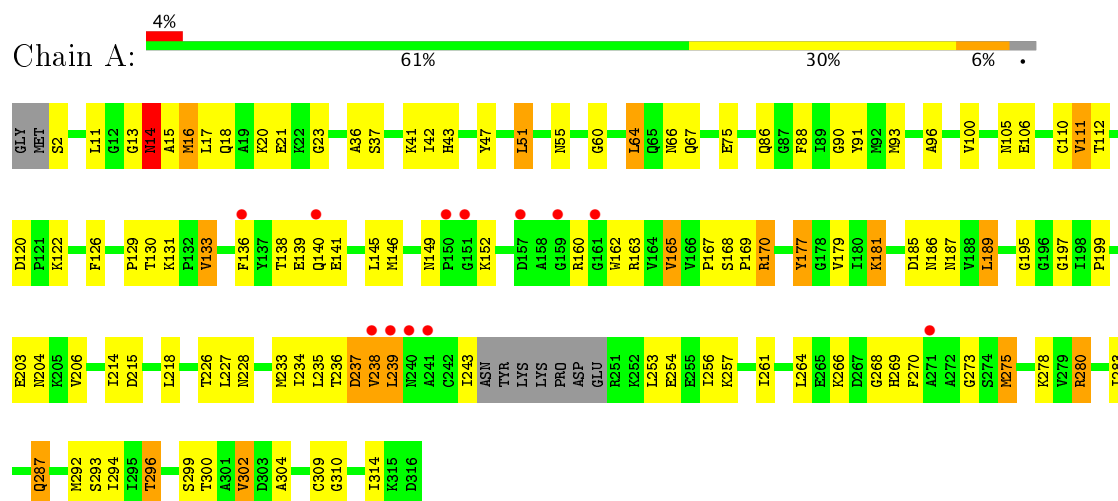 4%
Chain A:
61% 30% 6% •
GLY MET S2 L11 G12 G13 N14 A15 M16 L17 Q18 A19 K20 E21 K22 G23 A36 S37 K41 I42 H43 Y47 L51 N55 G60 L64 Q65 N66 Q67 E75 Q86 G87 F88 I89 G90 Y91 M92 M93 A96 V100 N105 E106 C110 V111 T112
D120 P121 K122 F126 P129 T130 K131 P132 V133 F136 Y137 T138 E139 Q140 E141 L145 M146 N149 P150 G151 K152 D157 A158 G159 R160 G161 W162 R163 V164 V165 V166 P167 S168 P169 R170 Y177 G178 V179 I180 K181 D185 N186 N187 V188 L189 G195 G196 G197 I198 P199
E203 N204 K205 V206 I214 D215 L218 T226 L227 N228 M233 I234 L235 T236 D237 V238 L239 N240 A241 C242 I243 ASN TYR LYS LYS PRO ASP GLU R251 K252 L253 E254 E255 I256 K257 I261 L264 E265 K266 D267 G268 H269 F270 A271 A272 G273 S274 M275 K278 V279 R280
Q287 M292 S293 I294 I295 T296 S299 T300 A301 V302 D303 A304 C309 G310 I314 K315 D316